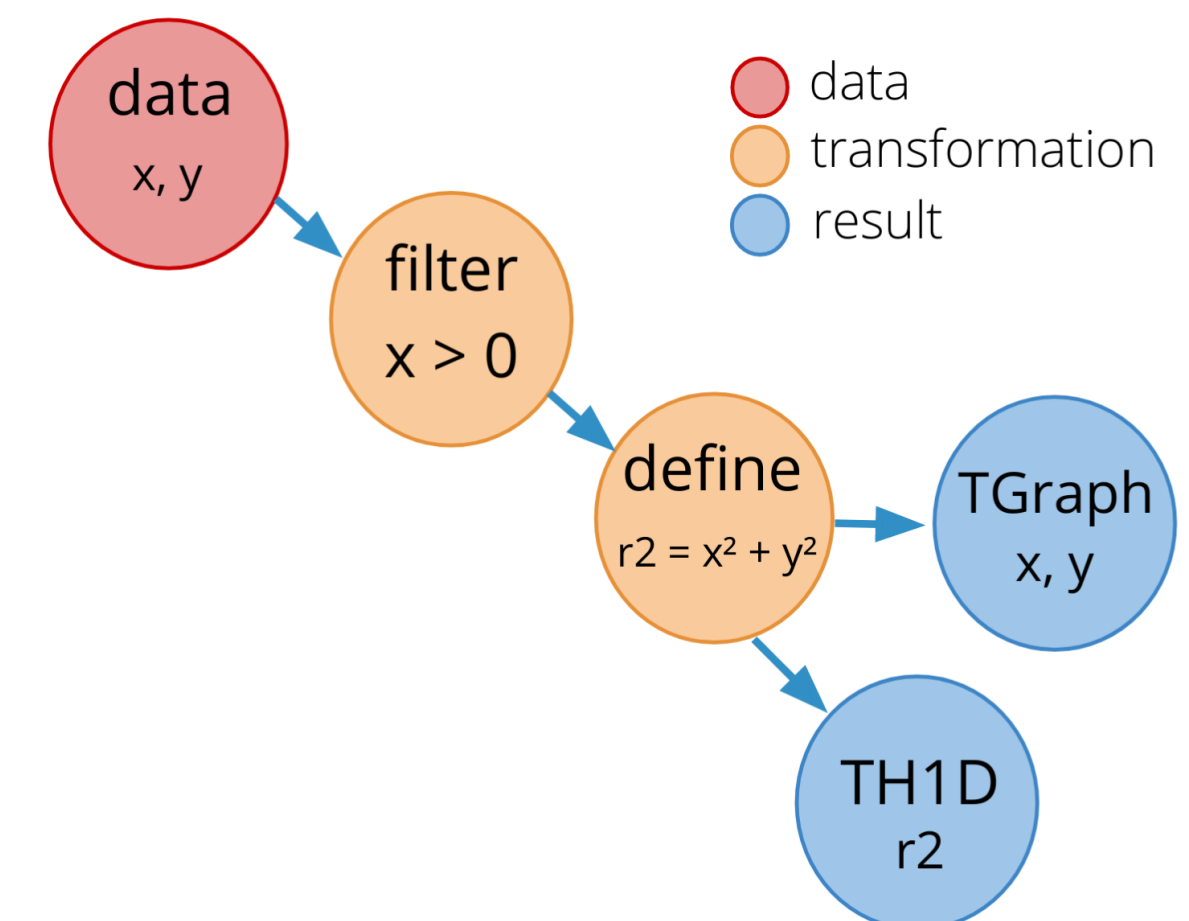 data
x, y
filter
x > 0
define
r2 = x² + y²
TGraph
x, y
TH1D
r2
data
transformation
result